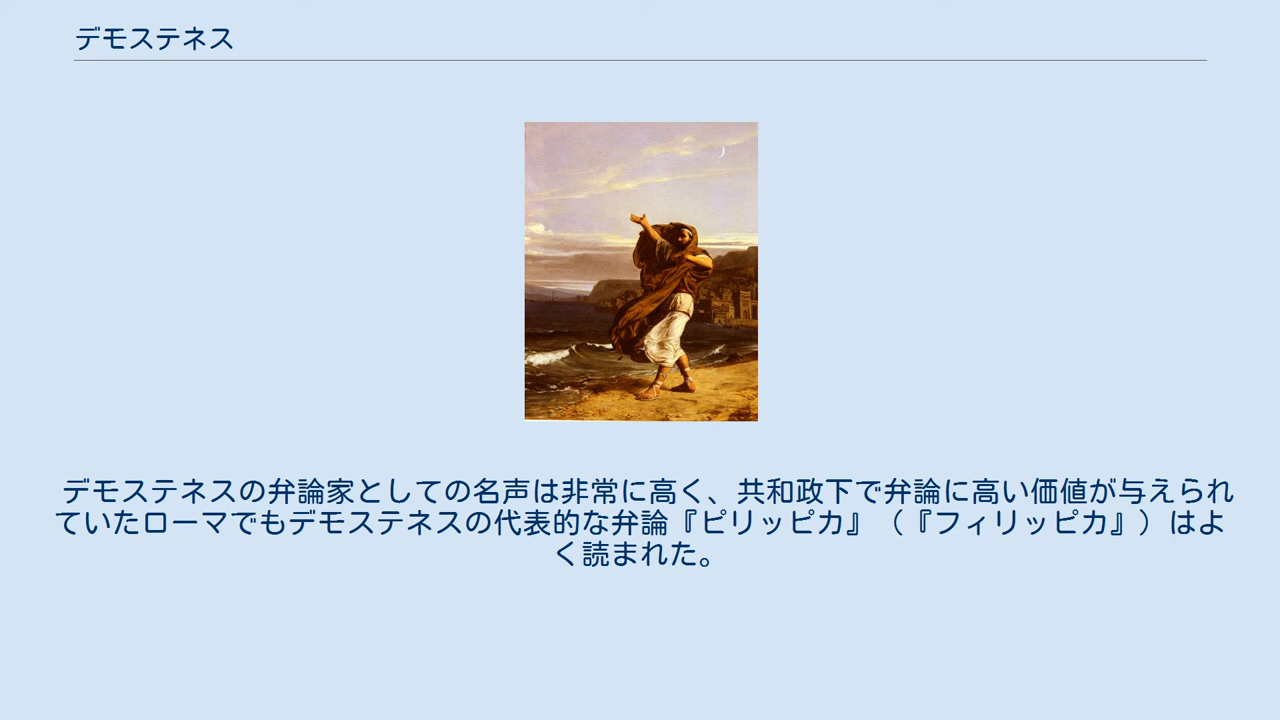 デモステネス
デモステネスの弁論家としての名声は非常に高く、共和政下で弁論に高い価値が与えられ
ていたローマでもデモステネスの代表的な弁論『ピリッピカ』（『フィリッピカ』）はよ
く読まれた。